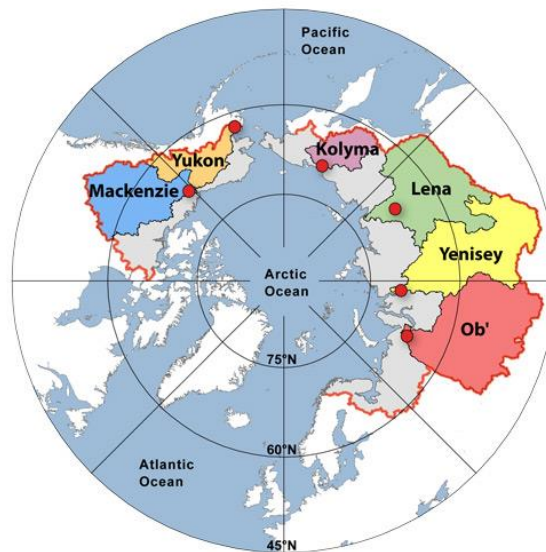 Pacific
Ocean
Kolyma
Yukon
Mackenzie
Lena
Yenisey
Arctic
Ocean
Ob'
75°N
60°N
Atlantic
Ocean
45°N